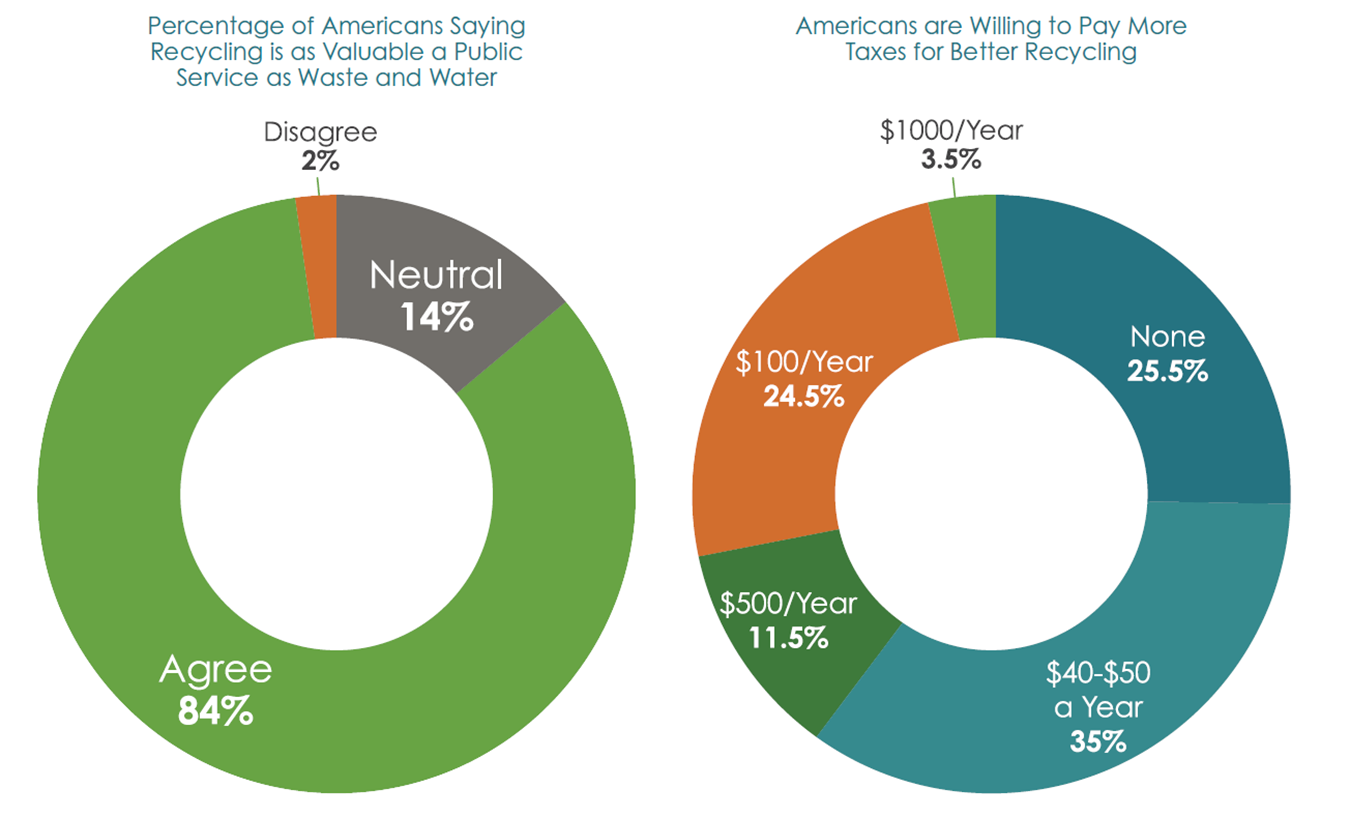 Percentage of Americans Saying
Recycling is as Valuable a Public
Service as Waste and Water
Disagree
2%
Neutral
14%
Agree
84%
Americans are Willing to Pay More
Taxes for Better Recycling
$1000/Year
3.5%
None
25.5%
$100/Year
24.5%
$500/Year
11.5%
$40-$50
a Year
35%